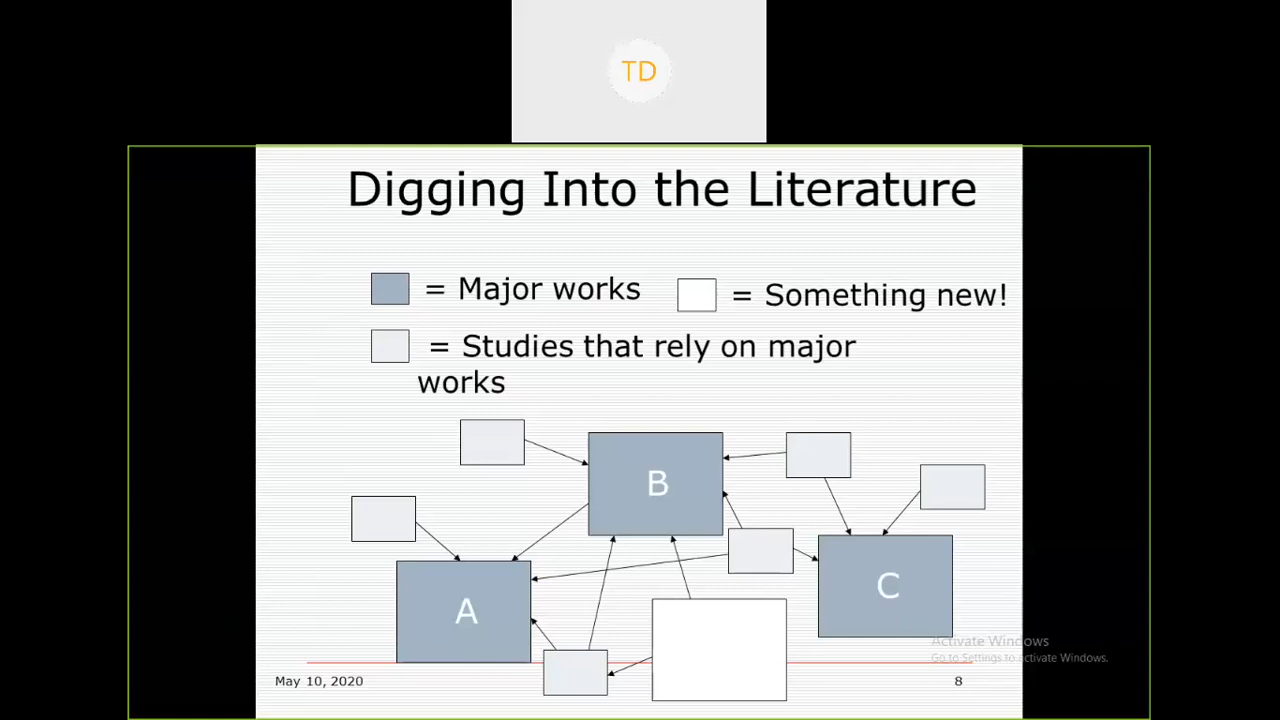 TD
Digging Into the Literature
= Major works
= Something new!
= Studies that rely on major
works
B
A
C
Activate Windows
Go to Settings to activate Windows.
May 10, 2020
8